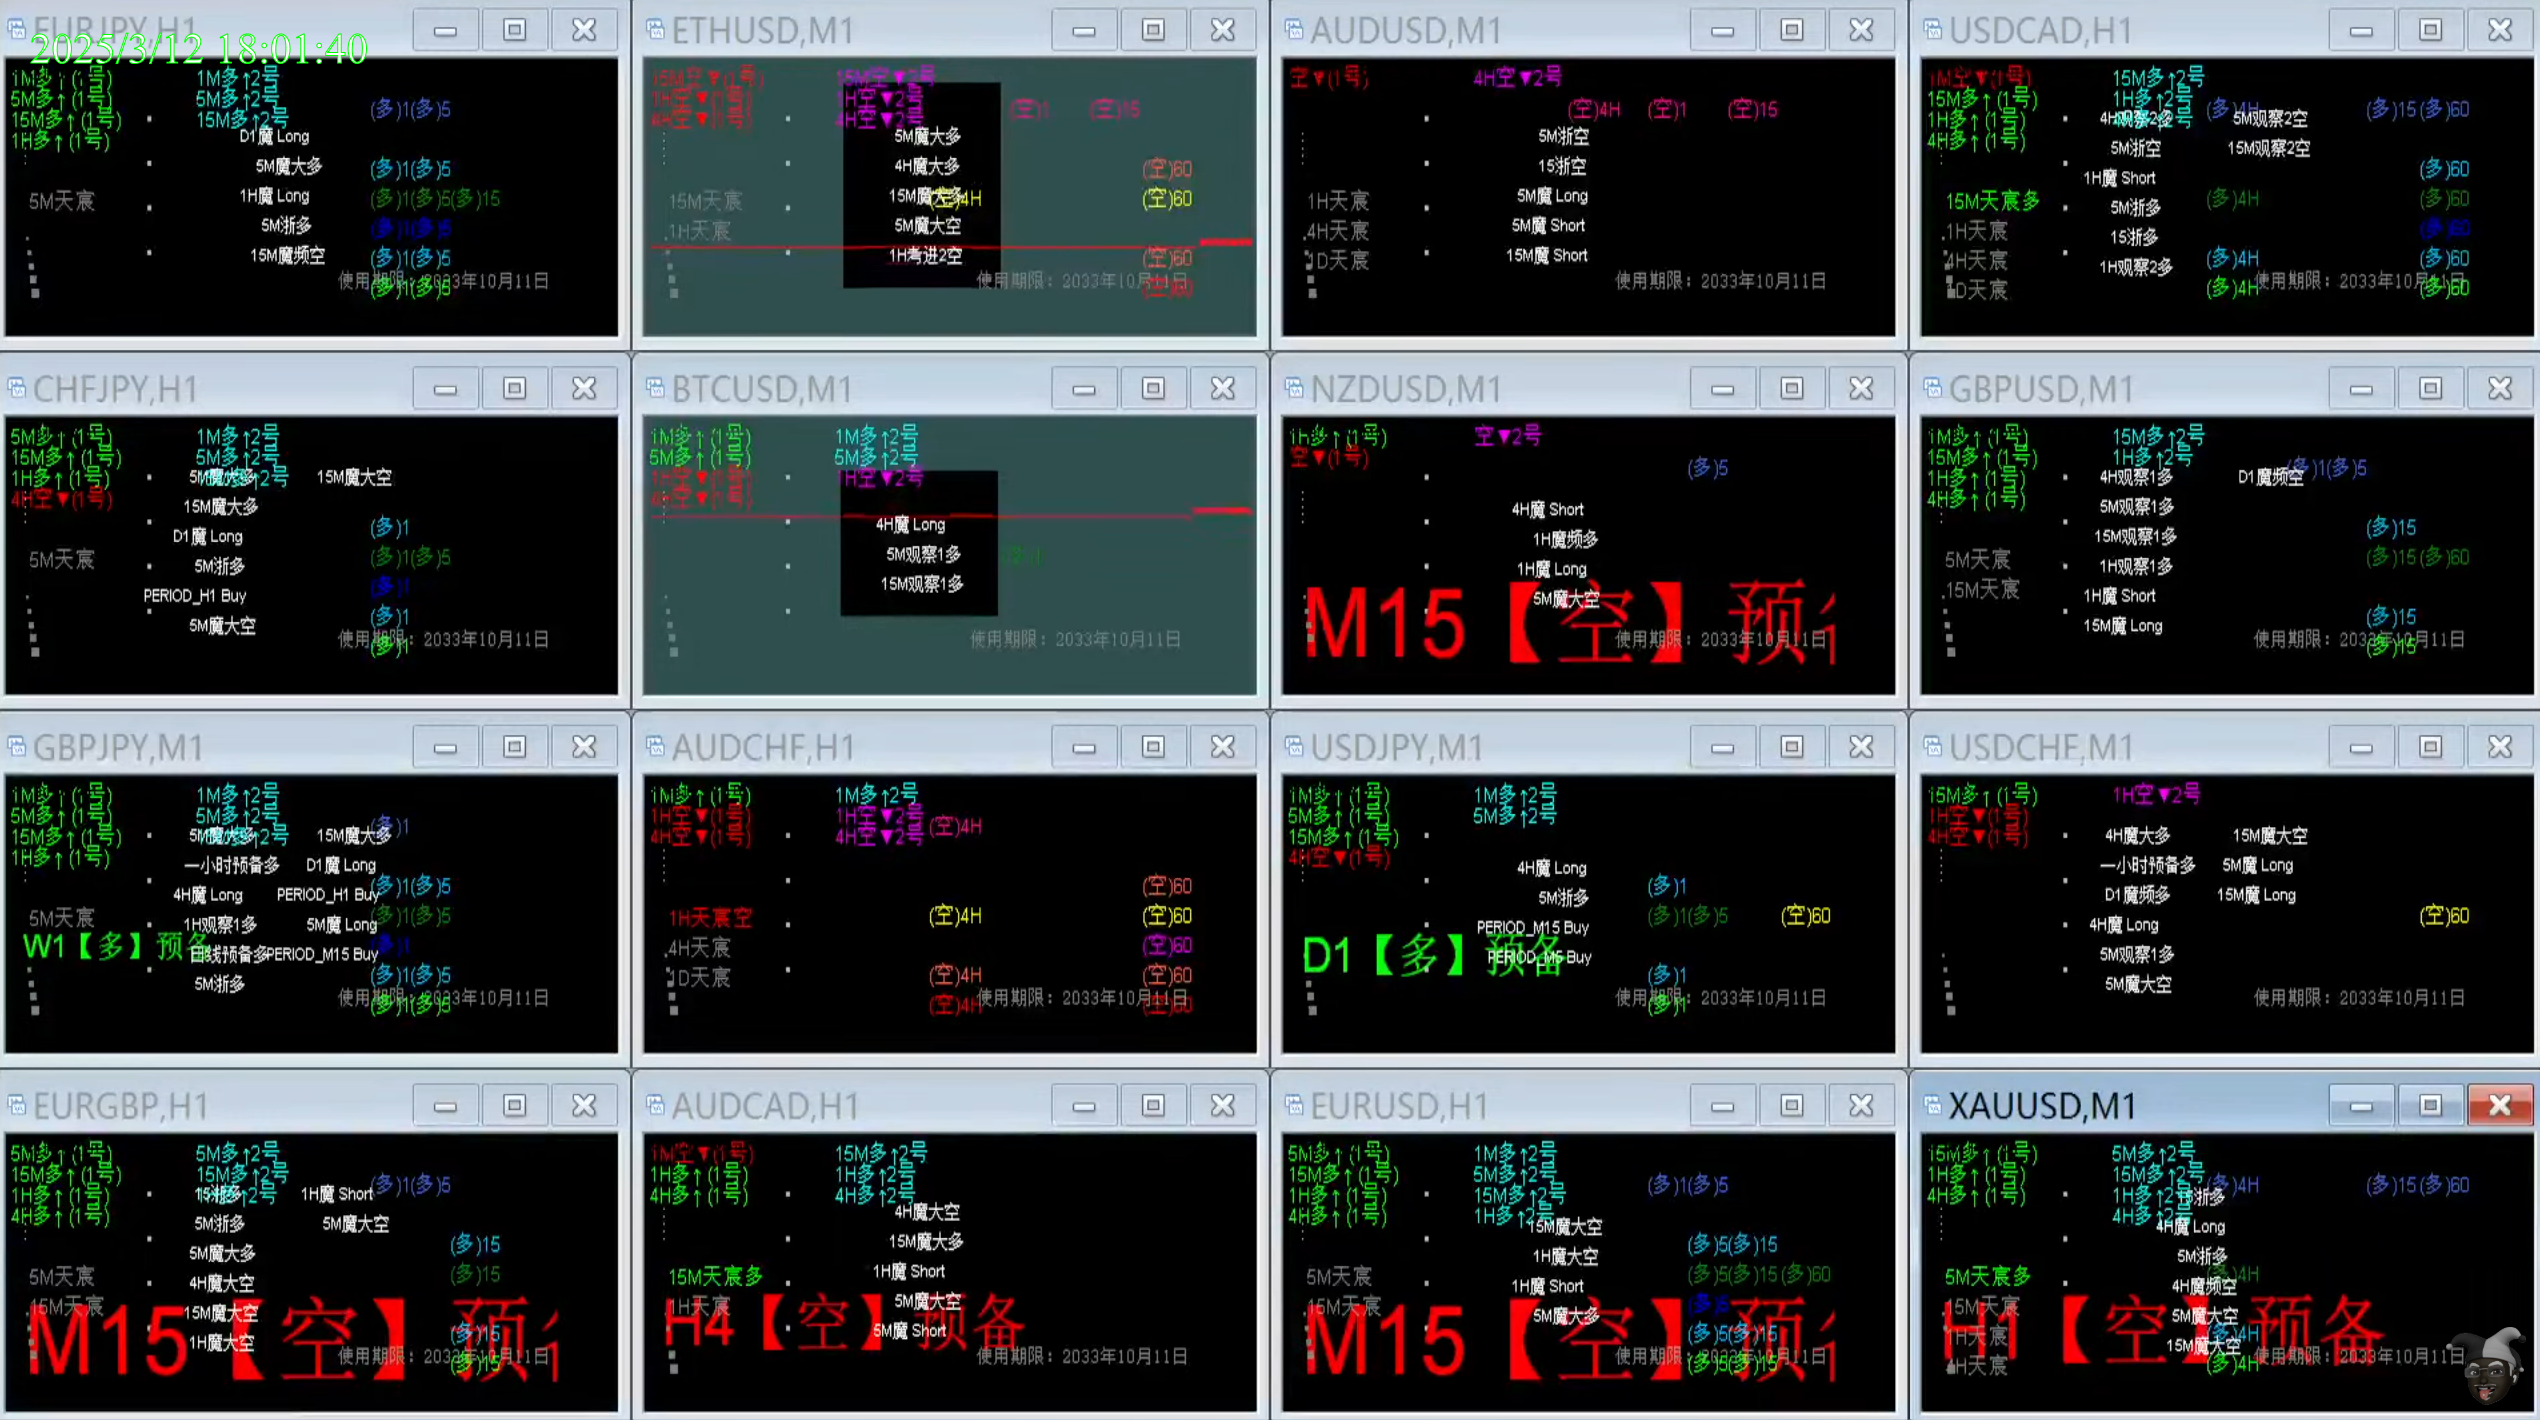 EURJPY,H1
2025/3/12 18:01:40
1M多↑(1号)
5M多↑(1号)
15M多↑(1号)
1H多↑(1号)
1M多↑2号
5M多↑2号
15M多↑2号
(多)1(多)5
D1魔 Long
5M魔大多
(多)1(多)5
5M天宸
1H魔 Long
(多)1(多)5(多)15
5M浙多
(多)1(多)5
15M魔频空
(多)1(多)5
使用期限：2033年10月11日
(多)1(多)5
ETHUSD,M1
15M空▼(1号)
1H空▼(1号)
4H空▼(1号)
15M空▼2号
1H空▼2号
4H空▼2号
(空)1 (空)15
5M魔大多
4H魔大多
(空)60
15M天宸
15M魔大多
(空)4H
(空)60
1H天宸
5M魔大空
1H考进2空
(空)60
使用期限：2033年10月11日
(空)60
AUDUSD,M1
空▼(1号)
4H空▼2号
(空)4H (空)1 (空)15
5M浙空
15浙空
1H天宸
5M魔 Long
4H天宸
5M魔 Short
1D天宸
15M魔 Short
使用期限：2033年10月11日
USDCAD,H1
1M空▼(1号)
15M多↑(1号)
1H多↑(1号)
4H多↑(1号)
15M多↑2号
1H多↑2号
(多)4H (多)15(多)60
4H观察2多 5M观察2空
5M浙空 15M观察2空
1H魔 Short
(多)60
15M天宸多
5M浙多
(多)4H (多)60
1H天宸
15浙多
(多)60
4H天宸
1H观察2多
(多)4H (多)60
D天宸
(多)4H
使用期限：2033年10月11日
(多)60
CHFJPY,H1
5M多↑(1号)
15M多↑(1号)
1H多↑(1号)
4H空▼(1号)
1M多↑2号
5M多↑2号
5M魔大多 15M魔大空
15M魔大多
(多)1
D1魔 Long
5M天宸
5M浙多
(多)1(多)5
PERIOD_H1 Buy
(多)1
5M魔大空
(多)1
使用期限：2033年10月11日
(多)1
BTCUSD,M1
1M多↑(1号)
5M多↑(1号)
1H空▼(1号)
4H空▼(1号)
1M多↑2号
5M多↑2号
1H空▼2号
4H魔 Long
5M观察1多
15M观察1多
使用期限：2033年10月11日
NZDUSD,M1
1H多↑(1号)
空▼(1号)
空▼2号
(多)5
4H魔 Short
1H魔频多
1H魔 Long
5M魔大空
M15【空】预
使用期限：2033年10月11日
GBPUSD,M1
1M多↑(1号)
15M多↑(1号)
1H多↑(1号)
4H多↑(1号)
15M多↑2号
1H多↑2号
(多)1(多)5
4H观察1多 D1魔频空
5M观察1多
15M观察1多
(多)15
5M天宸
1H观察1多
(多)15(多)60
15M天宸
1H魔 Short
15M魔 Long
(多)15
使用期限：2033年10月11日
(多)15
GBPJPY,M1
1M多↑(1号)
5M多↑(1号)
15M多↑(1号)
1H多↑(1号)
1M多↑2号
5M多↑2号
(多)1
5M魔大多 15M魔大多
一小时预备多 D1魔 Long
4H魔 Long PERIOD_H1 Buy
(多)1(多)5
5M天宸
1H观察1多 5M魔 Long
(多)1(多)5
W1【多】预备
日线预备多 PERIOD_M15 Buy
(多)1
5M浙多
(多)1(多)5
使用期限：2033年10月11日
(多)1(多)5
AUDCHF,H1
1M多↑(1号)
1H空▼(1号)
4H空▼(1号)
1M多↑2号
1H空▼2号
4H空▼2号
(空)4H
(空)60
1H天宸空
(空)4H (空)60
4H天宸
(空)60
1D天宸
(空)4H (空)60
(空)4H
使用期限：2033年10月11日
(空)60
USDJPY,M1
1M多↑(1号)
5M多↑(1号)
15M多↑(1号)
4H空▼(1号)
1M多↑2号
5M多↑2号
4H魔 Long
5M浙多
(多)1
PERIOD_M15 Buy
(多)1(多)5 (空)60
D1【多】预备
PERIOD_M5 Buy
(多)1
使用期限：2033年10月11日
(多)1
USDCHF,M1
15M多↑(1号)
1H空▼(1号)
4H空▼(1号)
1H空▼2号
4H魔大多 15M魔大空
一小时预备多 5M魔 Long
D1魔频多 15M魔 Long
4H魔 Long
(空)60
5M观察1多
5M魔大空
使用期限：2033年10月11日
EURGBP,H1
5M多↑(1号)
15M多↑(1号)
1H多↑(1号)
4H多↑(1号)
5M多↑2号
15M多↑2号
(多)1(多)5
15浙多 1H魔 Short
5M浙多 5M魔大空
5M魔大多
(多)15
5M天宸
4H魔大空
(多)15
15M天宸
15M魔大空
1H魔大空
M15【空】预
(多)15
使用期限：2033年10月11日
(多)15
AUDCAD,H1
1M空▼(1号)
1H多↑(1号)
4H多↑(1号)
15M多↑2号
1H多↑2号
4H多↑2号
4H魔大空
15M魔大多
15M天宸多
1H魔 Short
1H天宸
5M魔大空
H4【空】预备
5M魔 Short
使用期限：2033年10月11日
EURUSD,H1
5M多↑(1号)
15M多↑(1号)
1H多↑(1号)
4H多↑(1号)
1M多↑2号
5M多↑2号
15M多↑2号
1H多↑2号
(多)1(多)5
15M魔大空
(多)5(多)15
1H魔大空
5M天宸
1H魔 Short
(多)5(多)15(多)60
15M天宸
5M魔大多
M15【空】预
(多)5(多)15
使用期限：2033年10月11日
(多)5(多)15
XAUUSD,M1
15M多↑(1号)
1H多↑(1号)
4H多↑(1号)
5M多↑2号
15M多↑2号
1H多↑2号
4H多↑2号
(多)4H (多)15(多)60
15浙多
4H魔 Long
5M浙多
5M天宸多
4H魔频空
(多)4H
15M天宸
5M魔大空
1H天宸
15M魔大空
H1【空】预备
(多)4H
4H天宸
(多)4H
使用期限：2033年10月11日